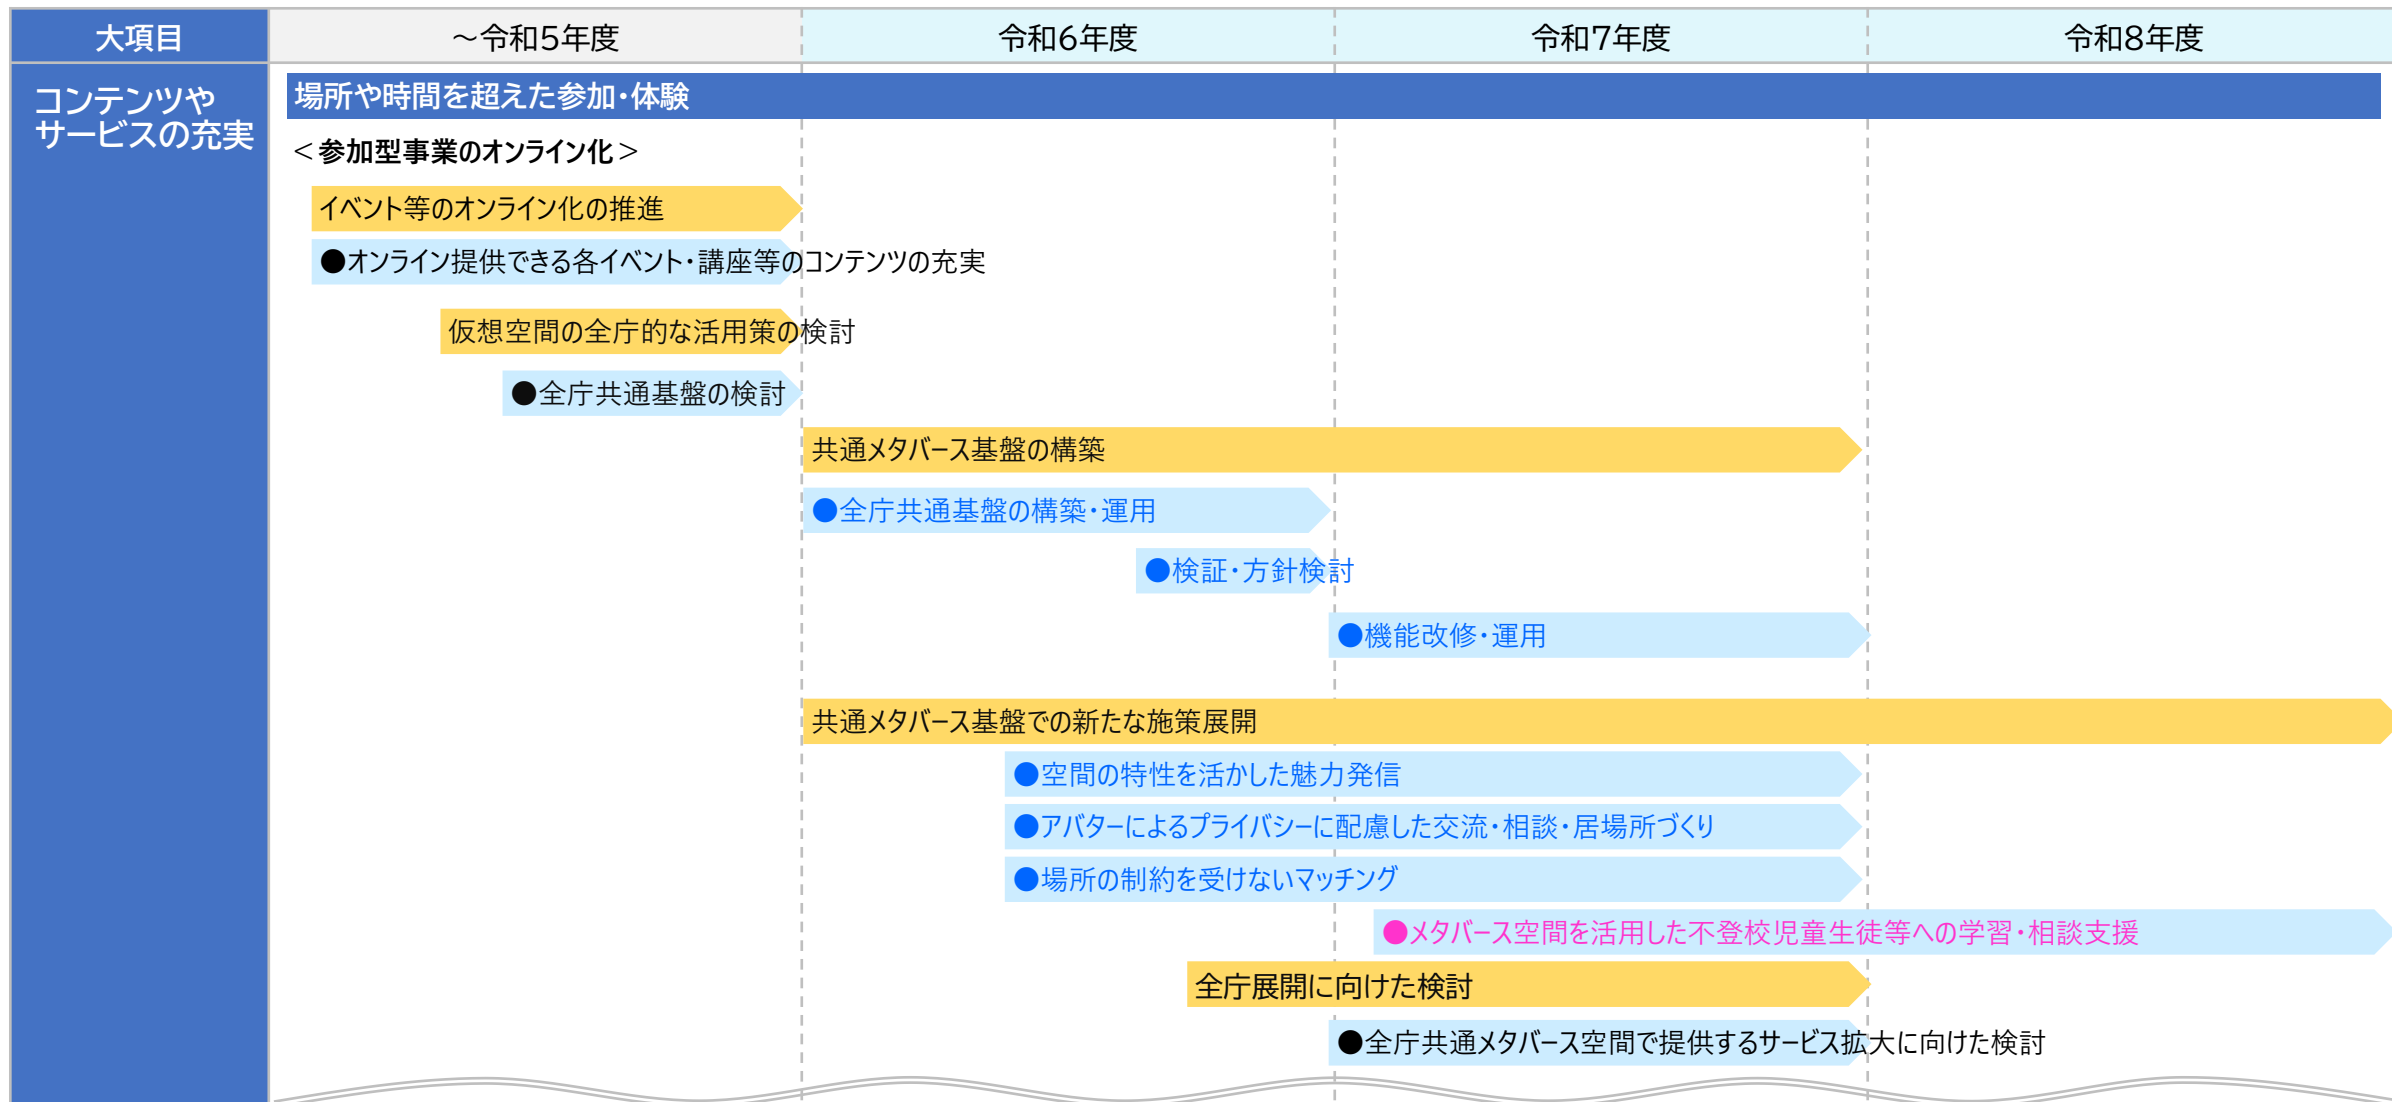 大項目
～令和5年度
令和6年度
令和7年度
令和8年度
コンテンツや
サービスの充実
場所や時間を超えた参加・体験
＜参加型事業のオンライン化＞
イベント等のオンライン化の推進
●オンライン提供できる各イベント・講座等のコンテンツの充実
仮想空間の全庁的な活用策の検討
●全庁共通基盤の検討
共通メタバース基盤の構築
●全庁共通基盤の構築・運用
●検証・方針検討
●機能改修・運用
共通メタバース基盤での新たな施策展開
●空間の特性を活かした魅力発信
●アバターによるプライバシーに配慮した交流・相談・居場所づくり
●場所の制約を受けないマッチング
●メタバース空間を活用した不登校児童生徒等への学習・相談支援
全庁展開に向けた検討
●全庁共通メタバース空間で提供するサービス拡大に向けた検討